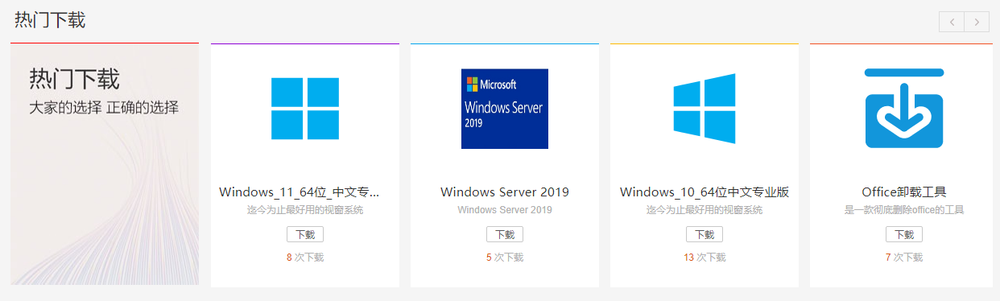 热门下载
热门下载
大家的选择 正确的选择
Windows_11_64位_中文专...
迄今为止最好用的视窗系统
下载
8 次下载
Microsoft
Windows Server
2019
Windows Server 2019
Windows Server 2019
下载
5 次下载
Windows_10_64位中文专业版
迄今为止最好用的视窗系统
下载
13 次下载
Office卸载工具
是一款彻底删除office的工具
下载
7 次下载